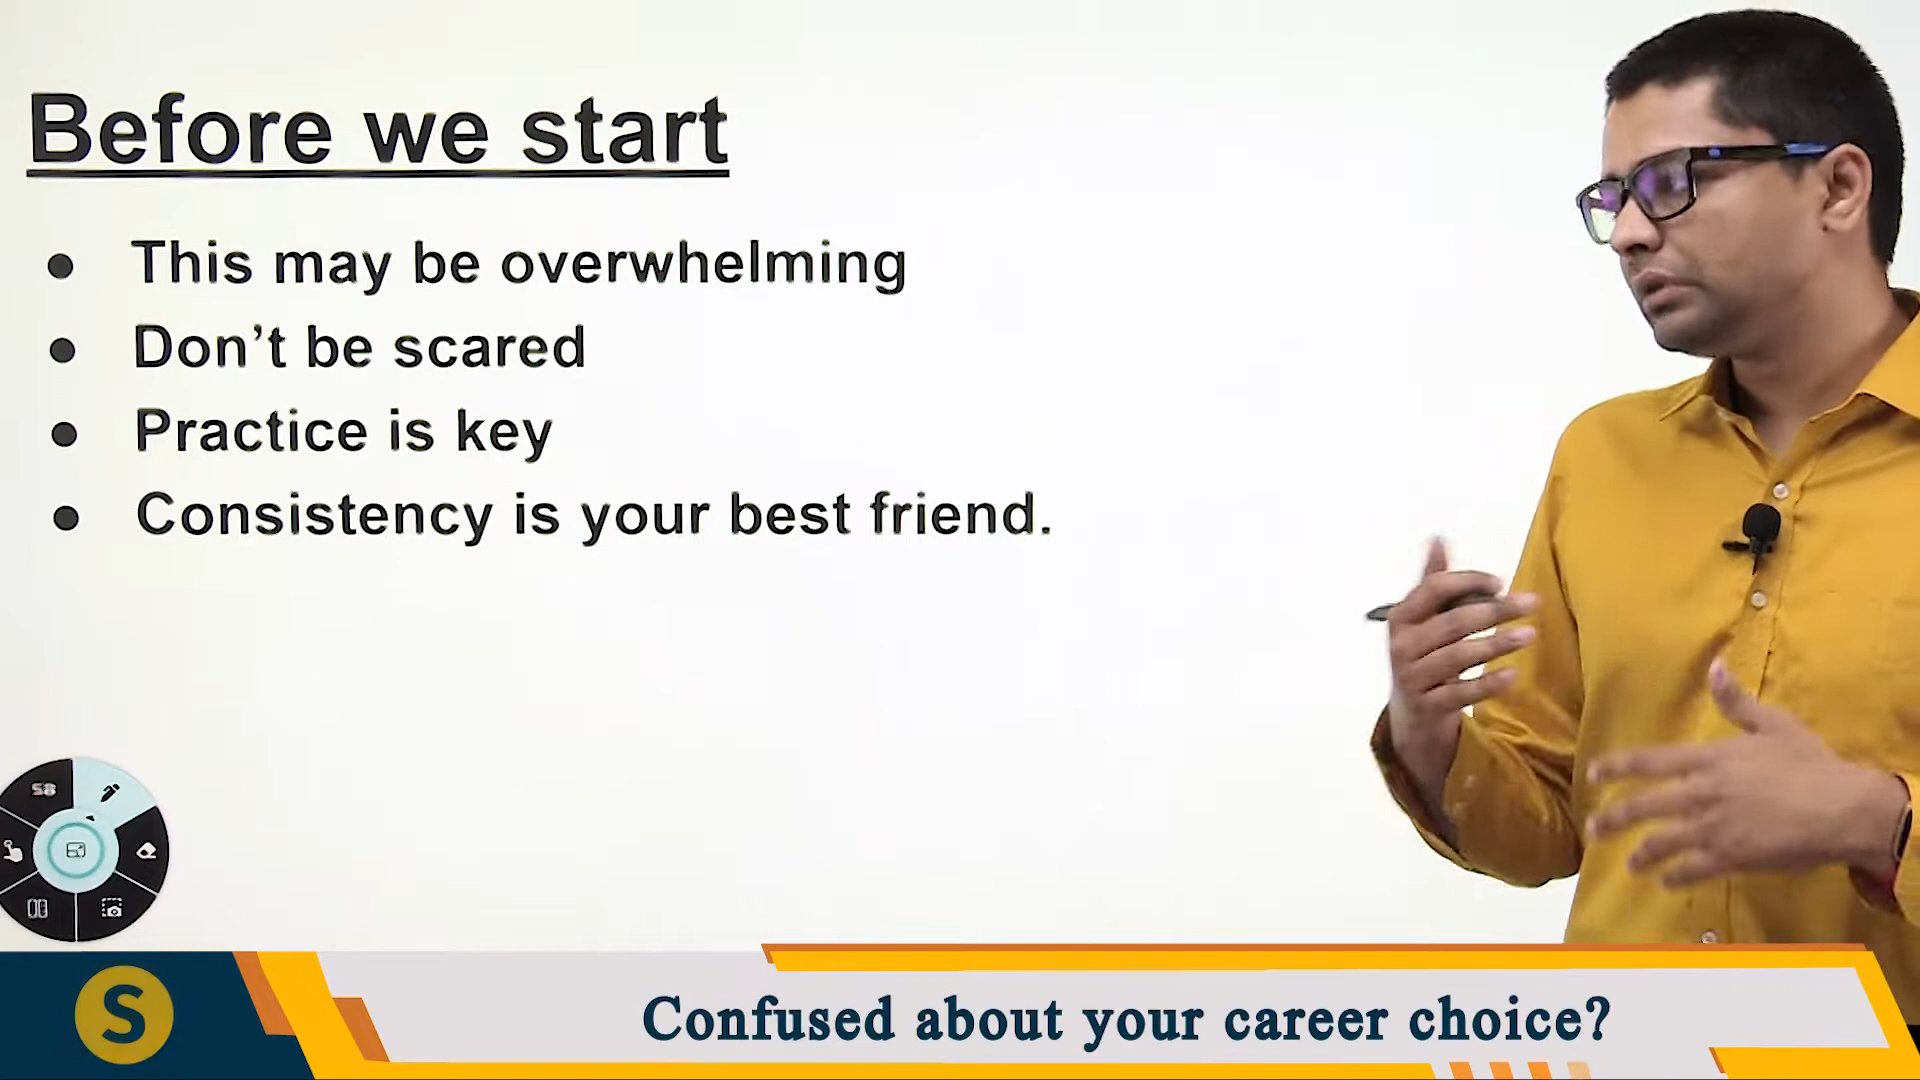 Before we start
● This may be overwhelming
● Don’t be scared
● Practice is key
● Consistency is your best friend.
S
Confused about your career choice?